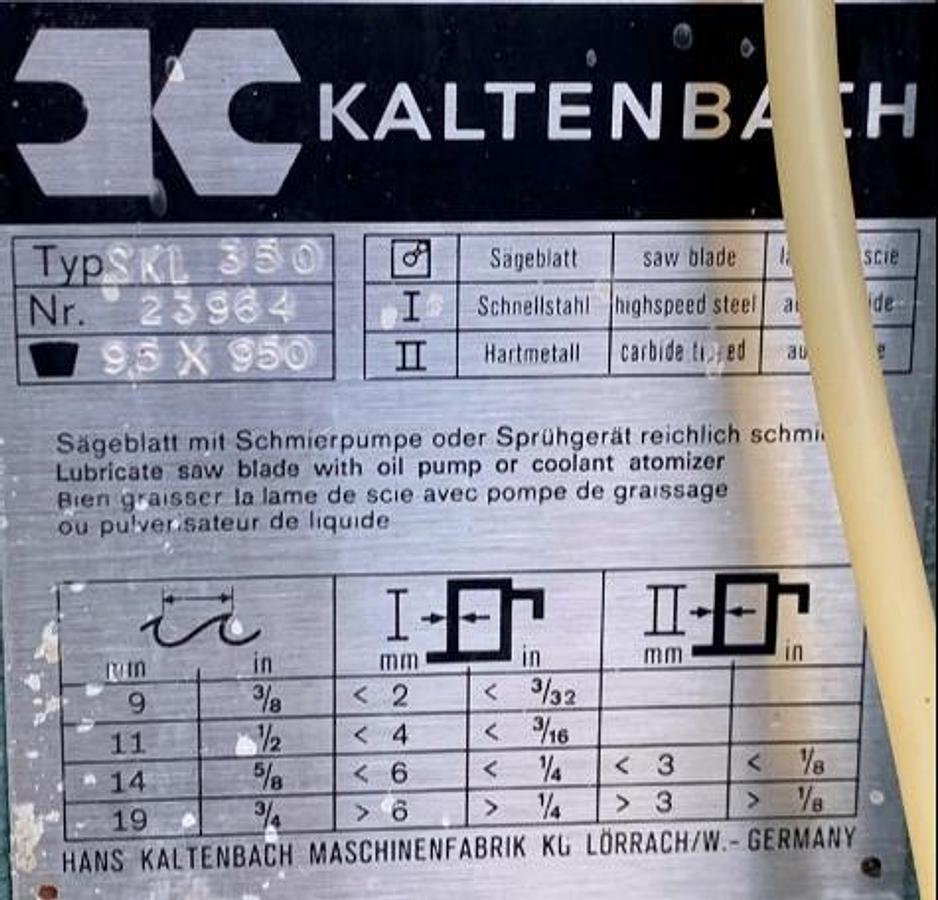 KALTENBACH
Typ SKL 350
Nr. 23964
9,5 X 950
Sägeblatt saw blade scie
I Schnellstahl highspeed steel
II Hartmetall carbide tipped
Sägeblatt mit Schmierpumpe oder Sprühgerät reichlich
Lubricate saw blade with oil pump or coolant atomizer
Bien graisser la lame de scie avec pompe de graissage
ou pulverisateur de liquide
I II
mm in mm in mm in
9 3/8 < 2 < 3/32
11 1/2 < 4 < 3/16
14 5/8 < 6 < 1/4 < 3 < 1/8
19 3/4 > 6 > 1/4 > 3 > 1/8
HANS KALTENBACH MASCHINENFABRIK KG LÖRRACH/W.- GERMANY